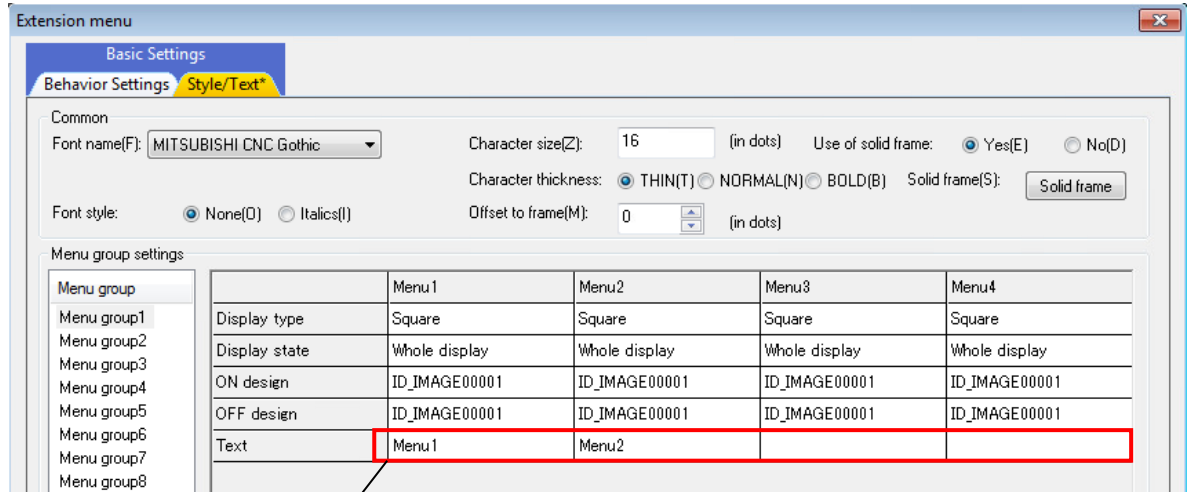 Extension menu
Basic Settings
Behavior Settings Style/Text*
Common
Font name(F): MITSUBISHI CNC Gothic Character size(Z): 16 (in dots) Use of solid frame: Yes(E) No(D)
Character thickness: THIN(T) NORMAL(N) BOLD(B) Solid frame(S): Solid frame
Font style: None(O) Italics(I) Offset to frame(M): 0 (in dots)
Menu group settings
Menu group Menu1 Menu2 Menu3 Menu4
Menu group1 Display type Square Square Square Square
Menu group2
Display state Whole display Whole display Whole display Whole display
Menu group3
Menu group4 ON design ID_IMAGE00001 ID_IMAGE00001 ID_IMAGE00001 ID_IMAGE00001
Menu group5 OFF design ID_IMAGE00001 ID_IMAGE00001 ID_IMAGE00001 ID_IMAGE00001
Menu group6
Text Menu1 Menu2
Menu group7
Menu group8